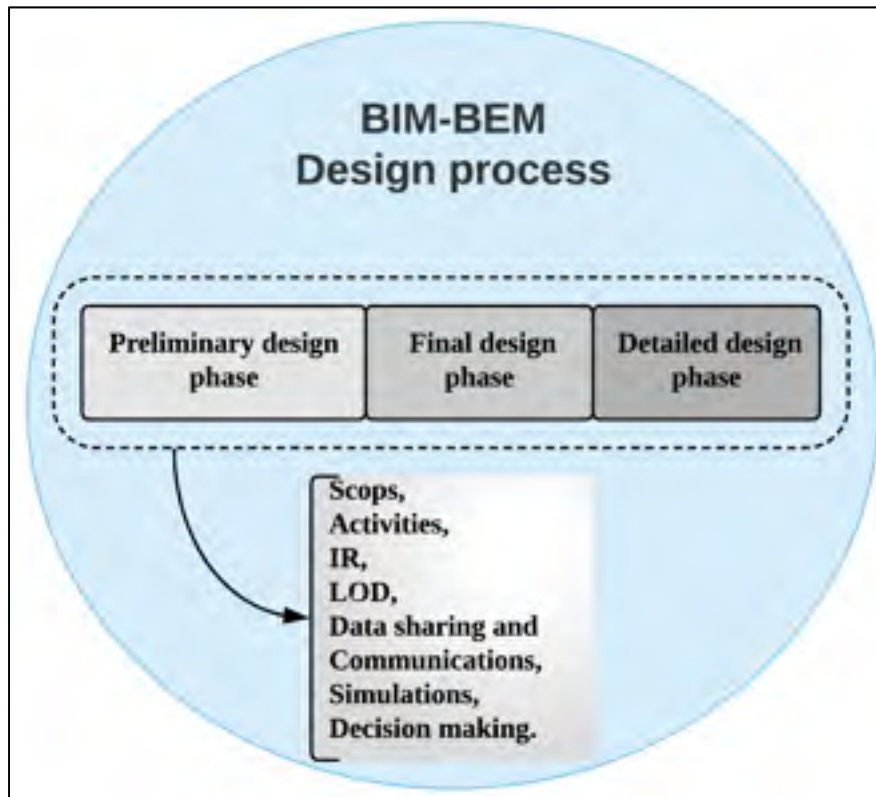 BIM-BEM
Design process
Preliminary design
phase
Final design
phase
Detailed design
phase
Scops,
Activities,
IR,
LOD,
Data sharing and
Communications,
Simulations,
Decision making.